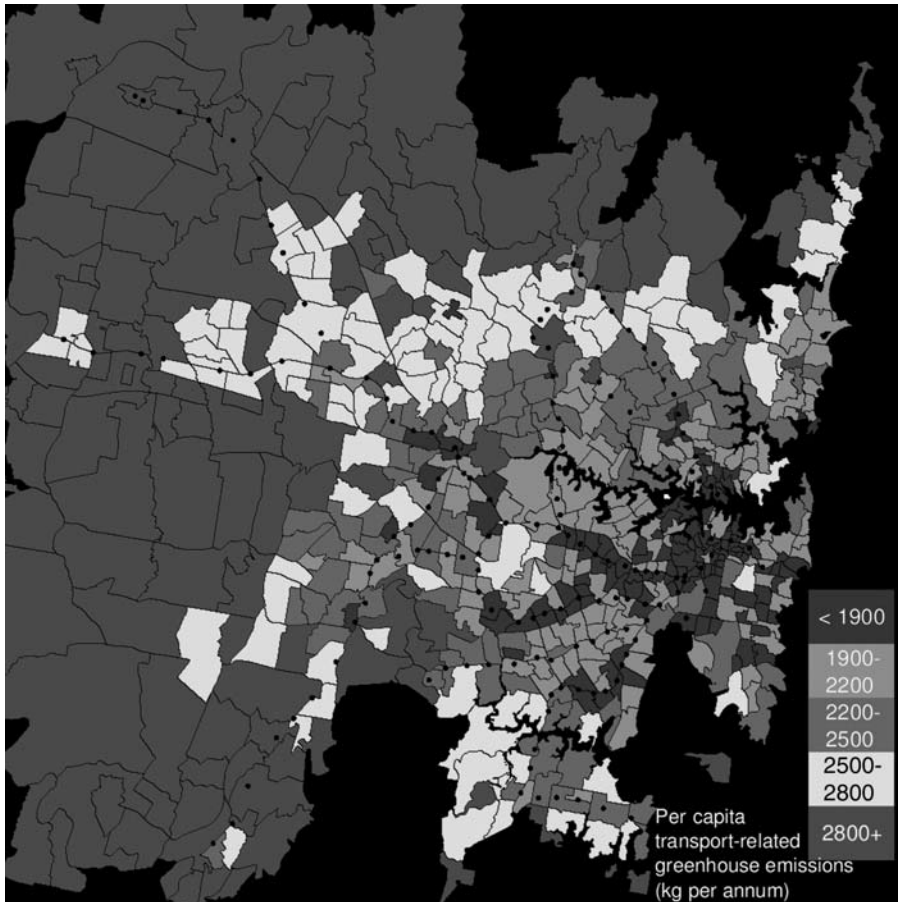 < 1900
1900-
2200
2200-
2500
2500-
2800
2800+
Per capita
transport-related
greenhouse emissions
(kg per annum)